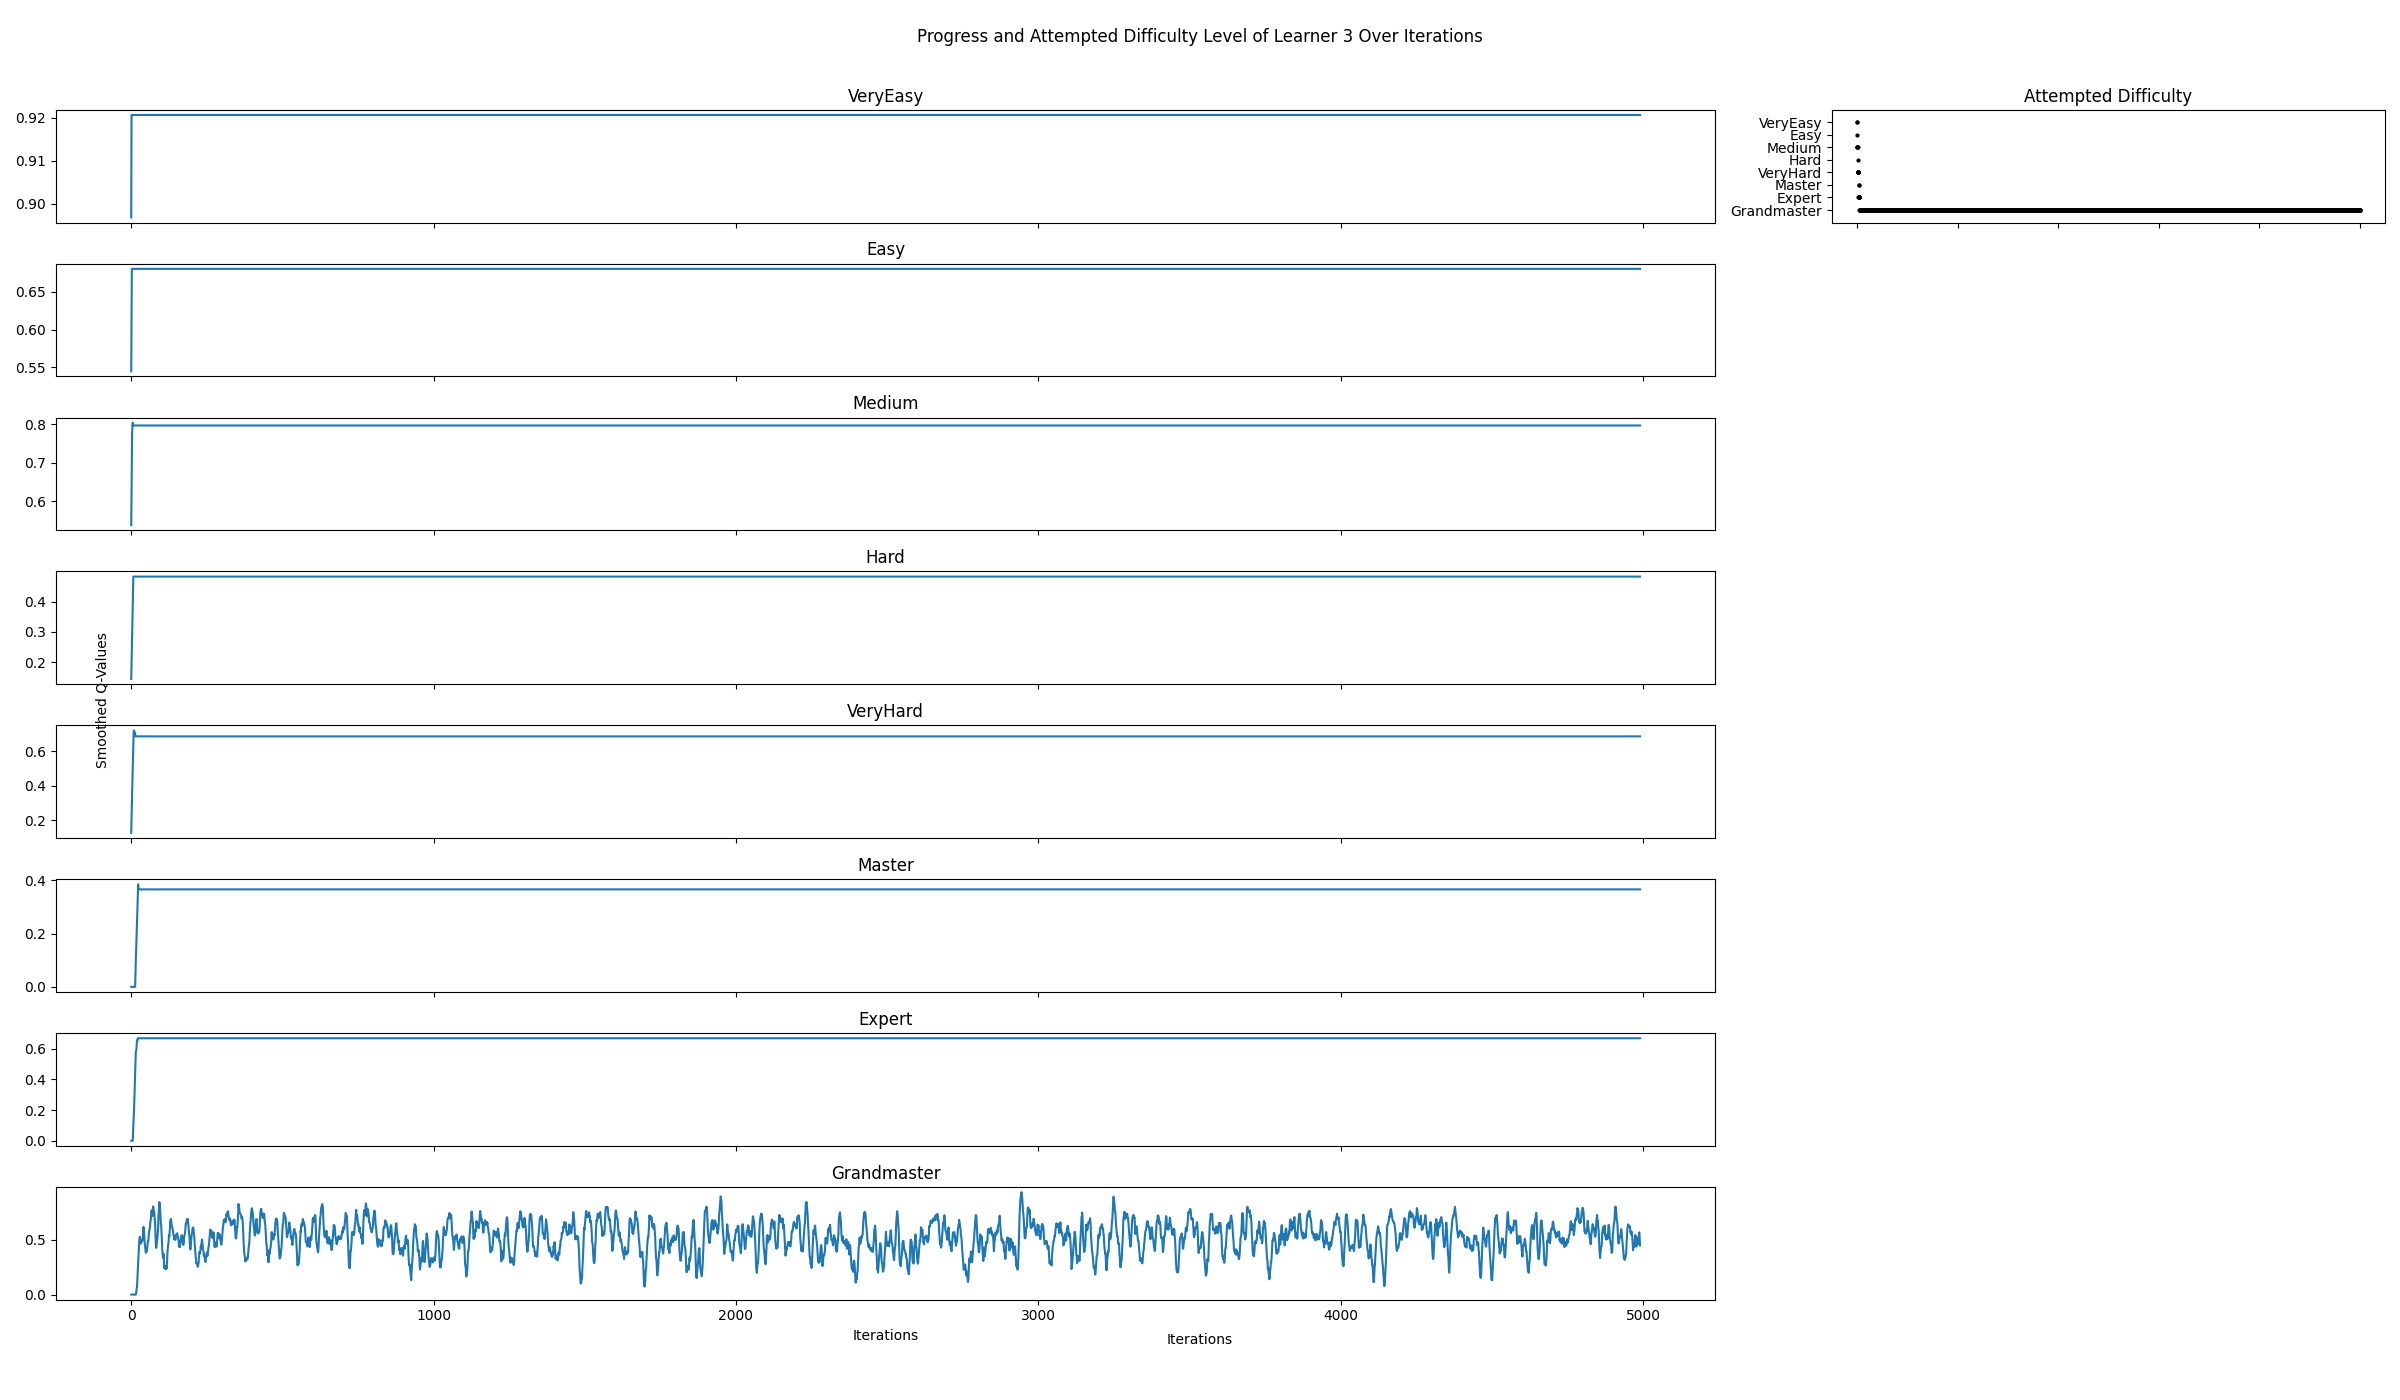 Progress and Attempted Difficulty Level of Learner 3 Over Iterations
VeryEasy
0.92
0.91
0.90
Attempted Difficulty
VeryEasy
Easy
Medium
Hard
VeryHard
Master
Expert
Grandmaster
Easy
0.65
0.60
0.55
Medium
0.8
0.7
0.6
Hard
0.4
0.3
0.2
Smoothed Q-Values
VeryHard
0.6
0.4
0.2
Master
0.4
0.2
0.0
Expert
0.6
0.4
0.2
0.0
Grandmaster
0.5
0.0
0 1000 2000 3000 4000 5000
Iterations
Iterations